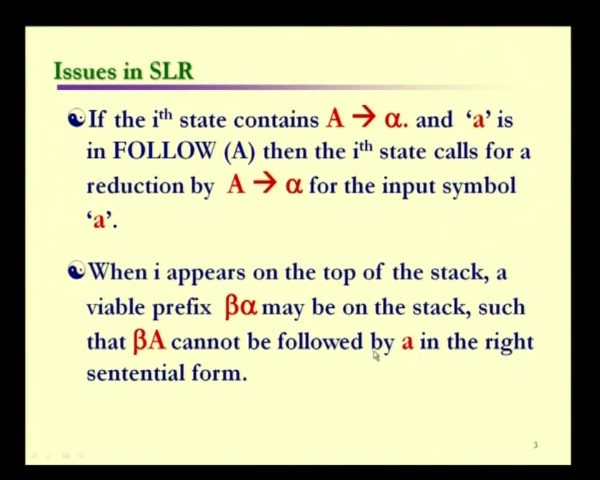 Issues in SLR
If the ith state contains A → α. and 'a' is
in FOLLOW (A) then the ith state calls for a
reduction by A → α for the input symbol
'a'.
When i appears on the top of the stack, a
viable prefix βα may be on the stack, such
that βA cannot be followed by a in the right
sentential form.
3